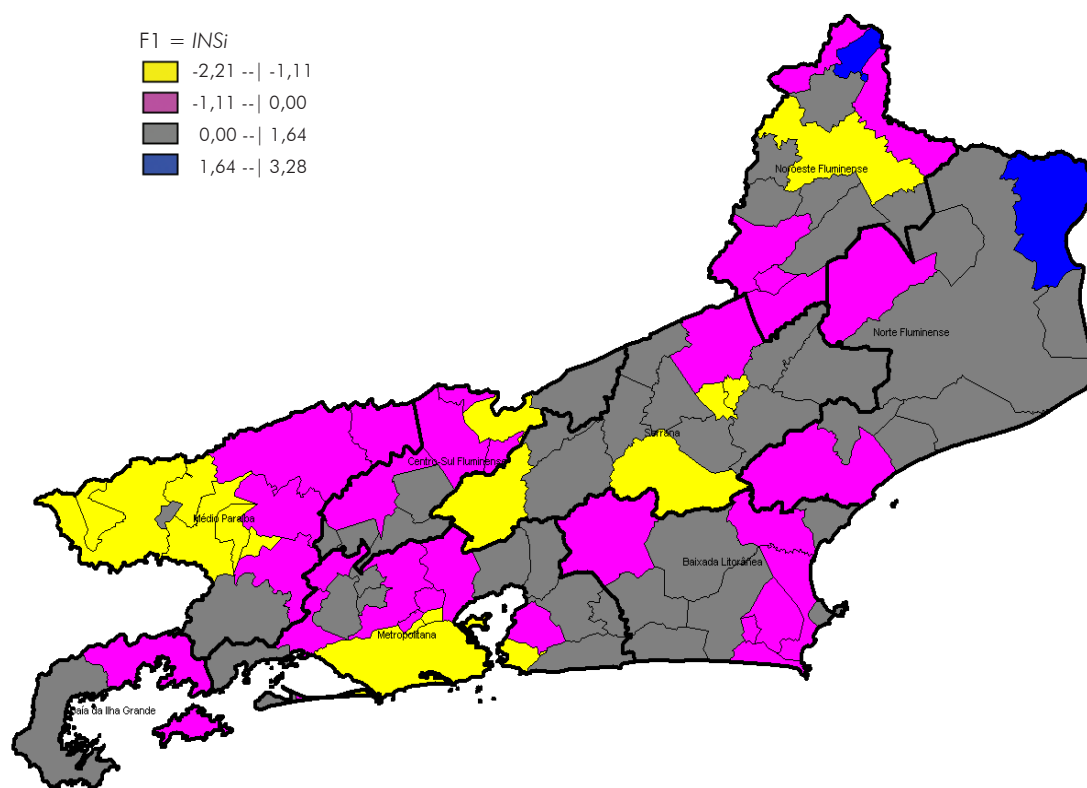 F1 = INSi
-2,21 --| -1,11
-1,11 --| 0,00
0,00 --| 1,64
1,64 --| 3,28
Noroeste Fluminense
Norte Fluminense
Serrana
Centro-Sul Fluminense
Médio Paraíba
Baixada Litorânea
Metropolitana
baía da Ilha Grande